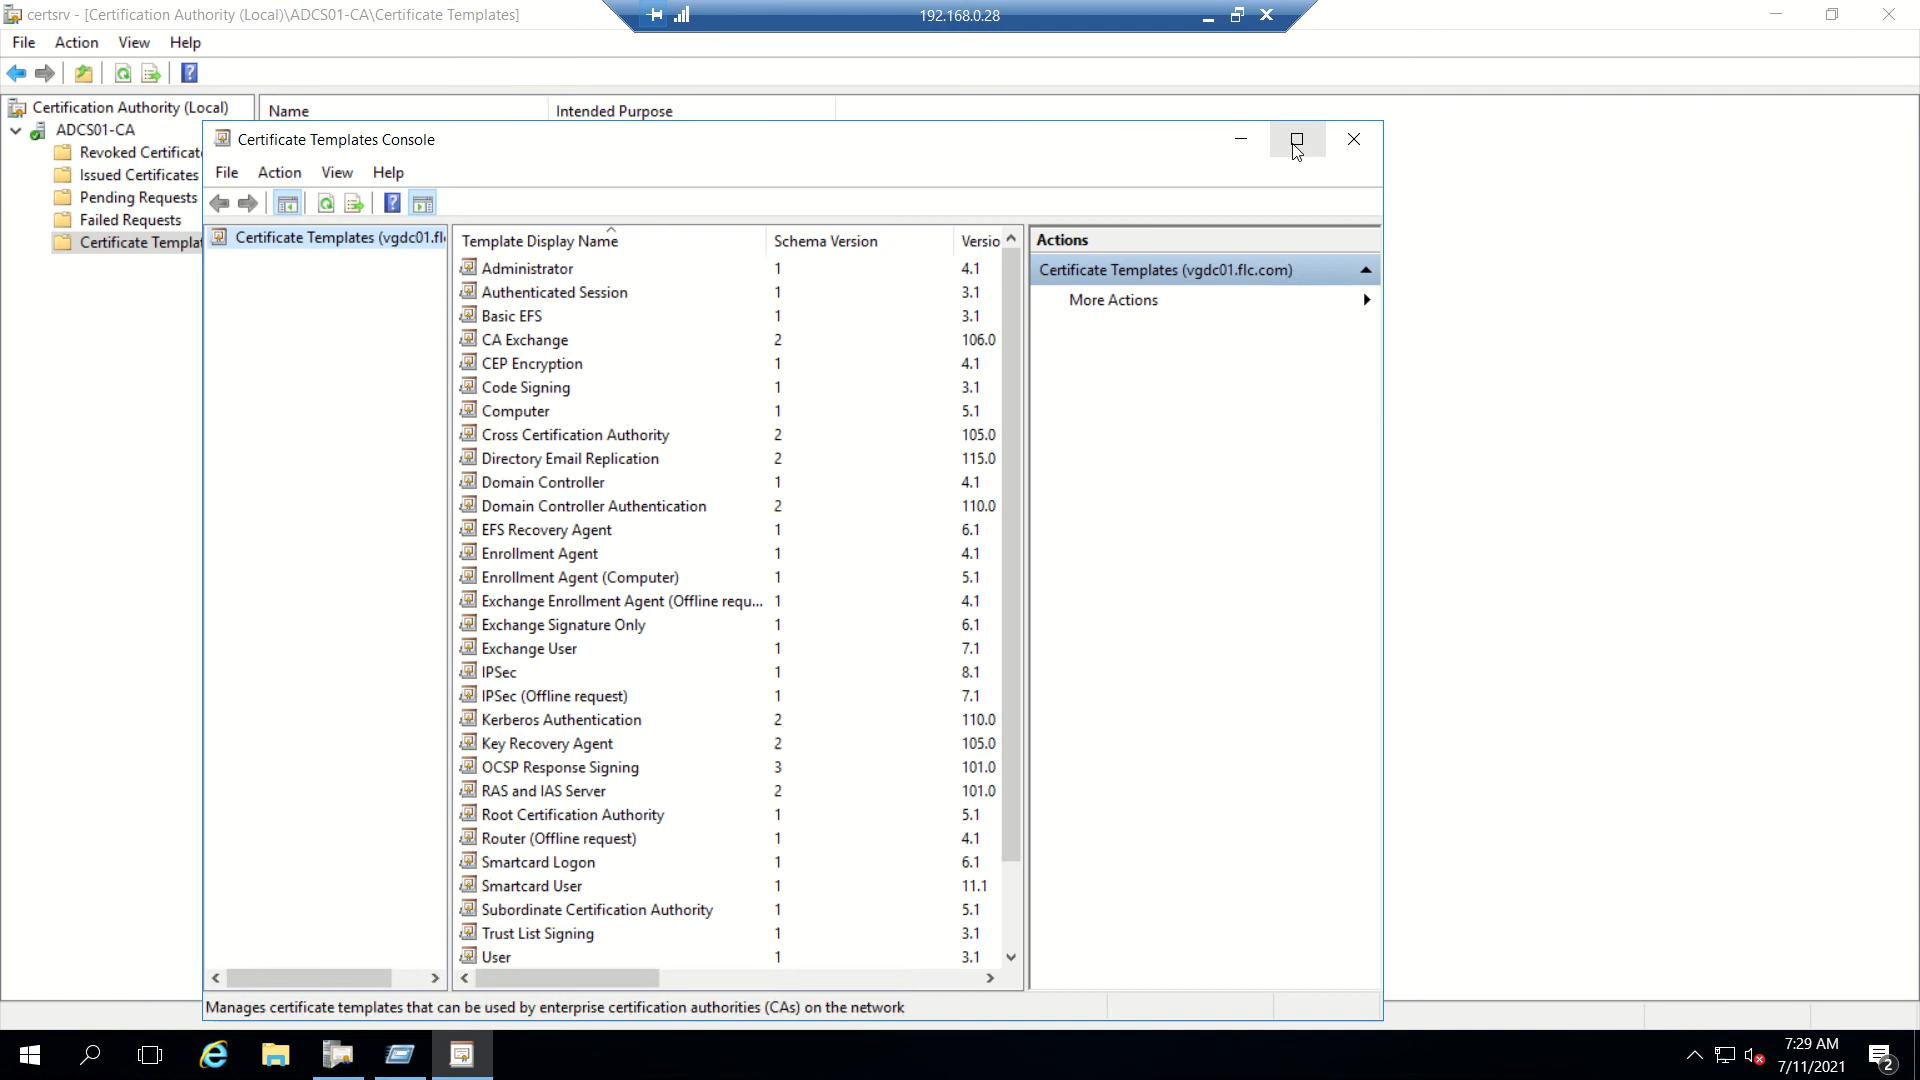 certsrv - [Certification Authority (Local)\ADCS01-CA\Certificate Templates]
192.168.0.28
File Action View Help
Certification Authority (Local)
ADCS01-CA
Revoked Certificat
Issued Certificates
Pending Requests
Failed Requests
Certificate Templat
Name Intended Purpose
Certificate Templates Console
File Action View Help
Certificate Templates (vgdc01.fl
Template Display Name Schema Version Versio
Administrator 1 4.1
Authenticated Session 1 3.1
Basic EFS 1 3.1
CA Exchange 2 106.0
CEP Encryption 1 4.1
Code Signing 1 3.1
Computer 1 5.1
Cross Certification Authority 2 105.0
Directory Email Replication 2 115.0
Domain Controller 1 4.1
Domain Controller Authentication 2 110.0
EFS Recovery Agent 1 6.1
Enrollment Agent 1 4.1
Enrollment Agent (Computer) 1 5.1
Exchange Enrollment Agent (Offline requ... 1 4.1
Exchange Signature Only 1 6.1
Exchange User 1 7.1
IPSec 1 8.1
IPSec (Offline request) 1 7.1
Kerberos Authentication 2 110.0
Key Recovery Agent 2 105.0
OCSP Response Signing 3 101.0
RAS and IAS Server 2 101.0
Root Certification Authority 1 5.1
Router (Offline request) 1 4.1
Smartcard Logon 1 6.1
Smartcard User 1 11.1
Subordinate Certification Authority 1 5.1
Trust List Signing 1 3.1
User 1 3.1
Actions
Certificate Templates (vgdc01.flc.com)
More Actions
Manages certificate templates that can be used by enterprise certification authorities (CAs) on the network
7:29 AM
7/11/2021
2